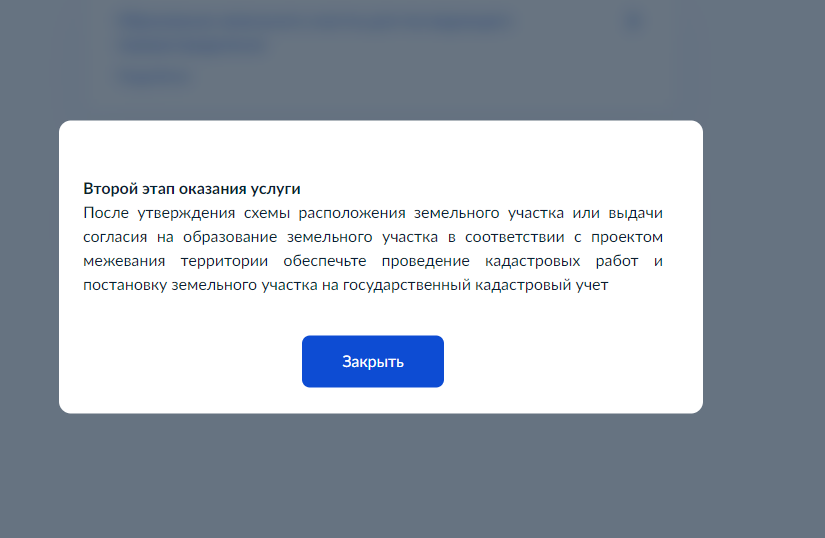 Второй этап оказания услуги
После утверждения схемы расположения земельного участка или выдачи
согласия на образование земельного участка в соответствии с проектом
межевания территории обеспечьте проведение кадастровых работ и
постановку земельного участка на государственный кадастровый учет
Закрыть